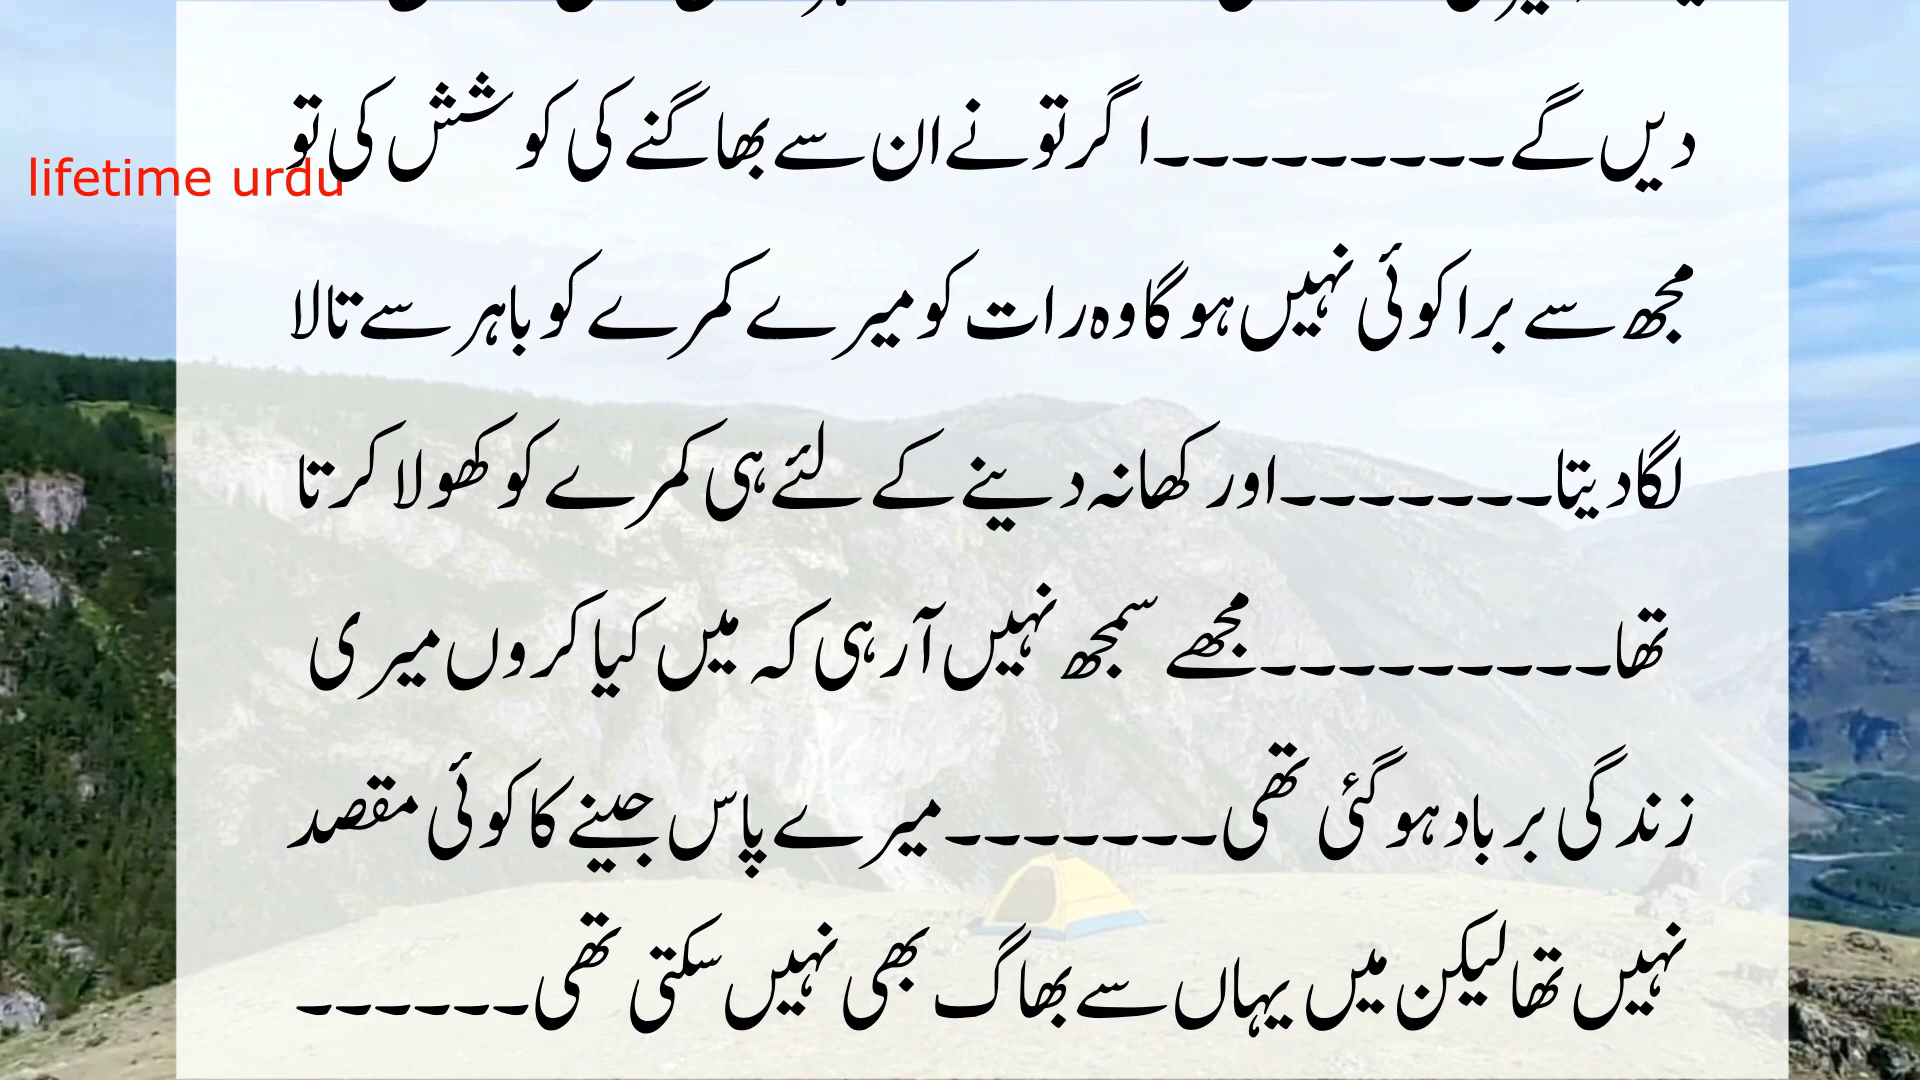 دیں گے۔۔۔۔۔۔۔۔۔اگر تو نے ان سے بھاگنے کی کوشش کی تو
lifetime urdu
مجھ سے برا کوئی نہیں ہو گا وہ رات کو میرے کمرے کو باہر سے تالا
لگا دیتا۔۔۔۔۔۔۔اور کھانہ دینے کے لئے ہی کمرے کو کھولا کرتا
تھا۔۔۔۔۔۔۔۔۔مجھے سمجھ نہیں آرہی کہ میں کیا کروں میری
زندگی برباد ہو گئی تھی۔۔۔۔۔۔۔میرے پاس جینے کا کوئی مقصد
نہیں تھا لیکن میں یہاں سے بھاگ بھی نہیں سکتی تھی۔۔۔۔۔۔